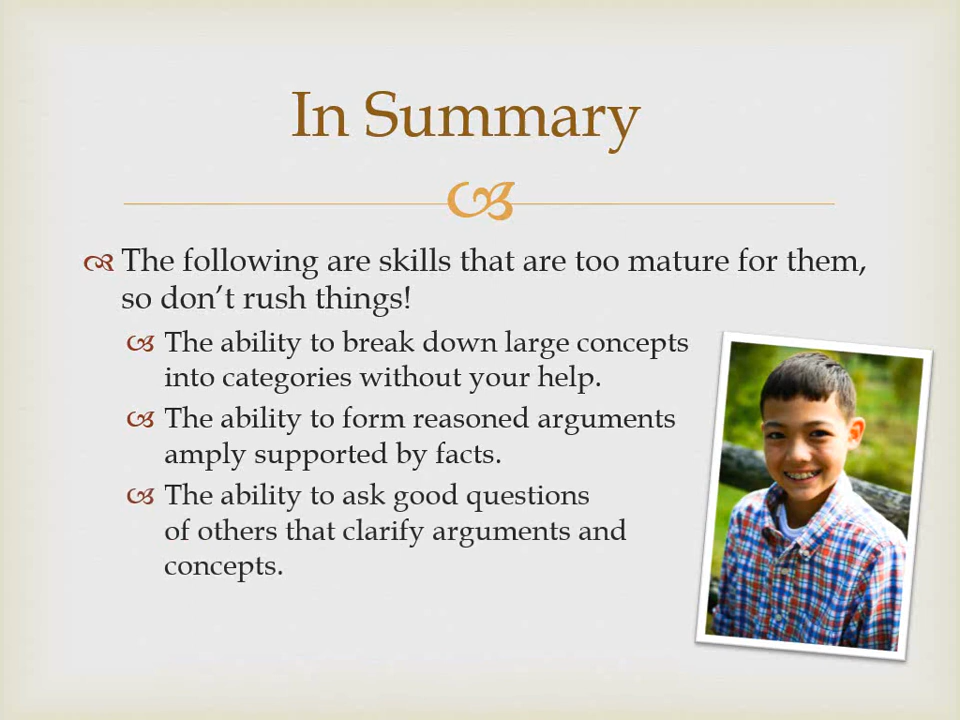 In Summary
The following are skills that are too mature for them,
so don’t rush things!
The ability to break down large concepts
into categories without your help.
The ability to form reasoned arguments
amply supported by facts.
The ability to ask good questions
of others that clarify arguments and
concepts.